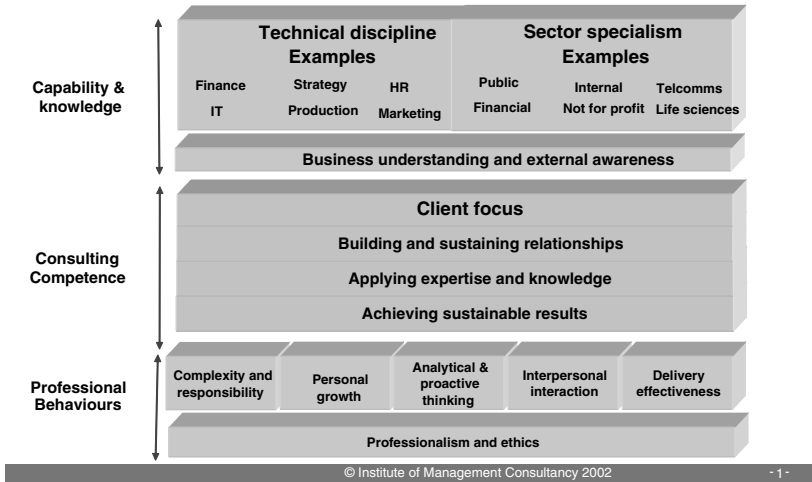 Technical discipline
Examples
Sector specialism
Examples
Capability &
knowledge
Finance Strategy HR
IT Production Marketing
Public Internal Telcomms
Financial Not for profit Life sciences
Business understanding and external awareness
Consulting
Competence
Client focus
Building and sustaining relationships
Applying expertise and knowledge
Achieving sustainable results
Professional
Behaviours
Complexity and
responsibility
Personal
growth
Analytical &
proactive
thinking
Interpersonal
interaction
Delivery
effectiveness
Professionalism and ethics
© Institute of Management Consultancy 2002 - 1 -